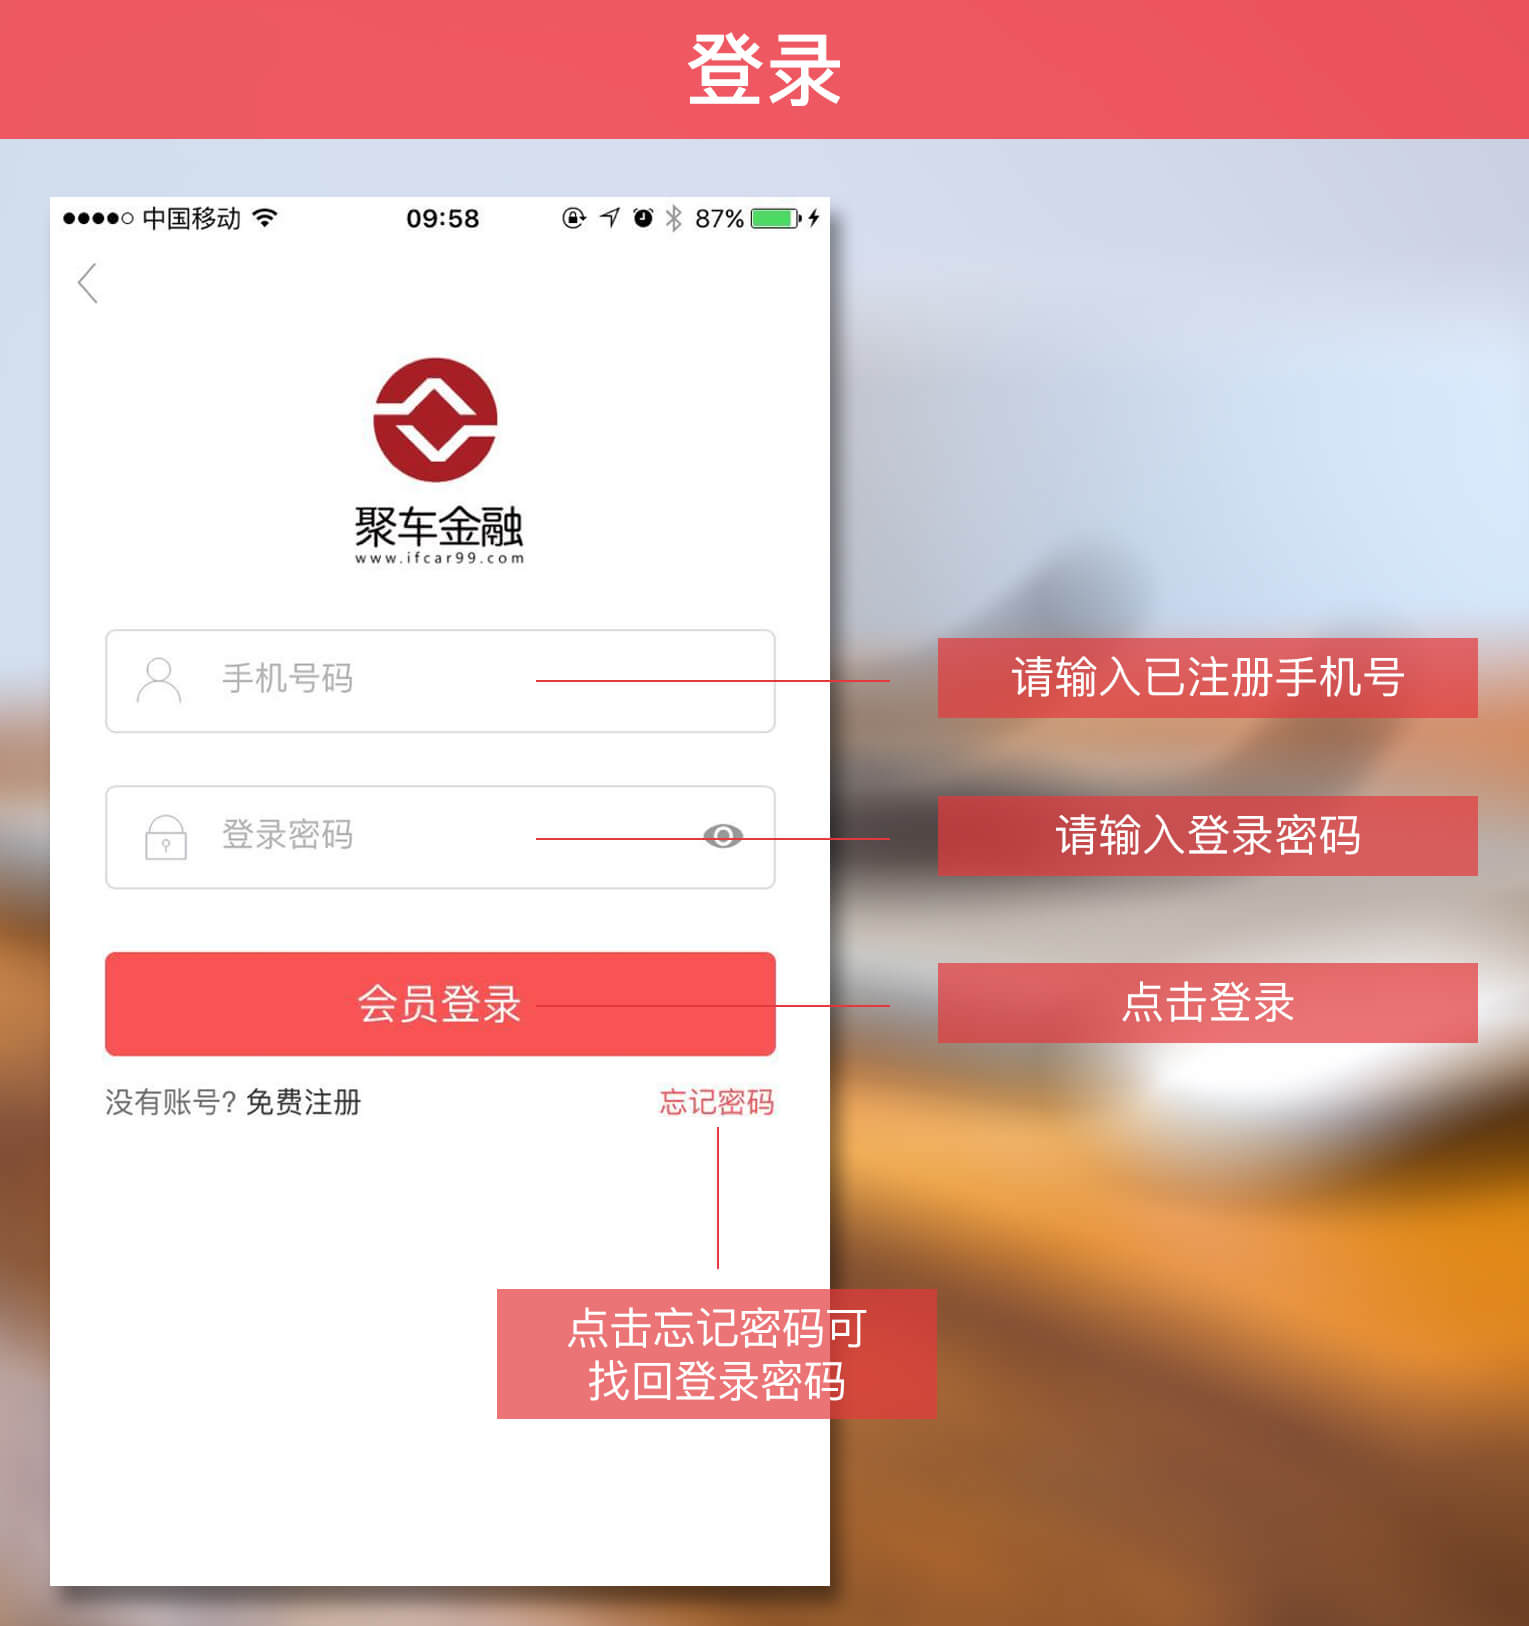 登录
中国移动
09:58
87%
聚车金融
www.ifcar99.com
手机号码
请输入已注册手机号
登录密码
请输入登录密码
会员登录
点击登录
没有账号? 免费注册
忘记密码
点击忘记密码可
找回登录密码